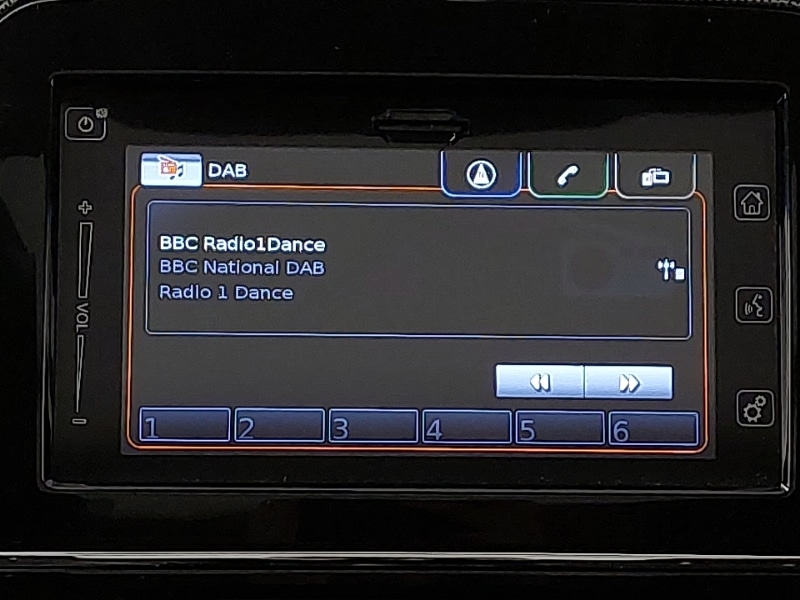 DAB
BBC Radio1Dance
BBC National DAB
Radio 1 Dance
+
VOL
-
1 2 3 4 5 6